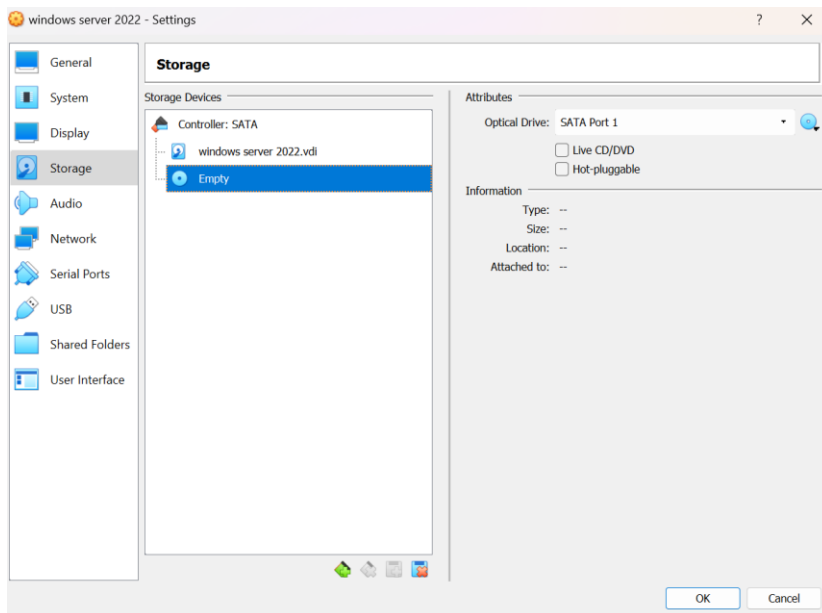 windows server 2022 - Settings
?
General
System
Display
Storage
Audio
Network
Serial Ports
USB
Shared Folders
User Interface
Storage
Storage Devices
Controller: SATA
windows server 2022.vdi
Empty
Attributes
Optical Drive: SATA Port 1
Live CD/DVD
Hot-pluggable
Information
Type: --
Size: --
Location: --
Attached to: --
OK
Cancel